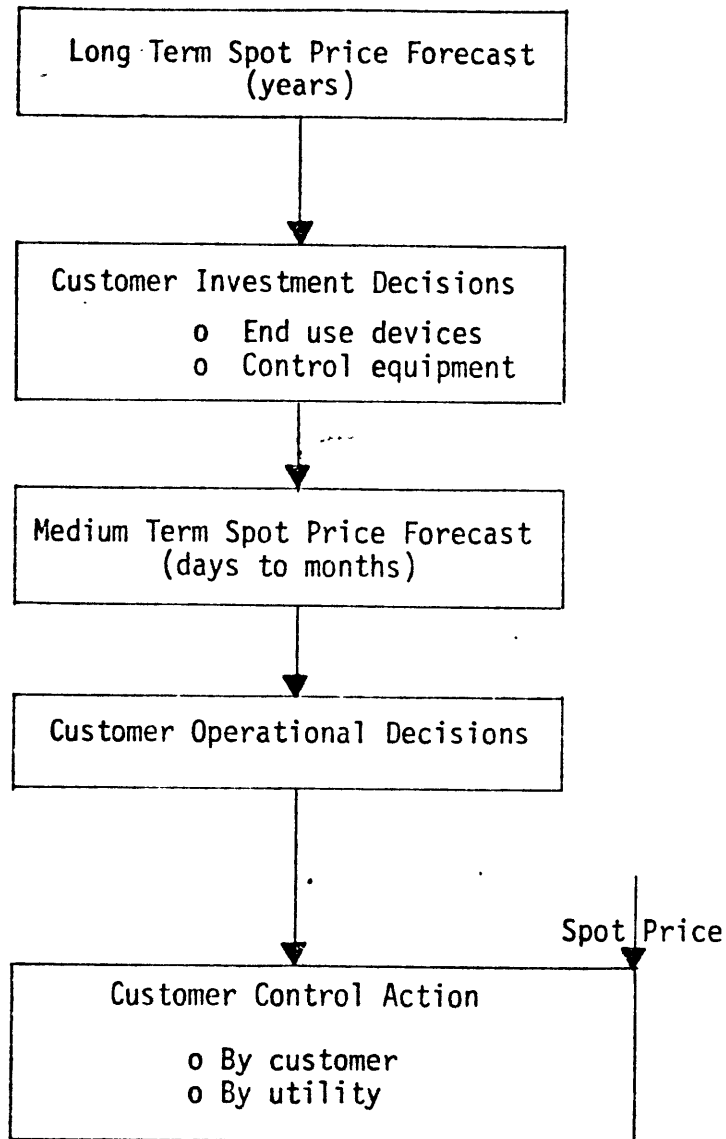 Long Term Spot Price Forecast
(years)
Customer Investment Decisions
o End use devices
o Control equipment
Medium Term Spot Price Forecast
(days to months)
Customer Operational Decisions
Spot Price
Customer Control Action
o By customer
o By utility